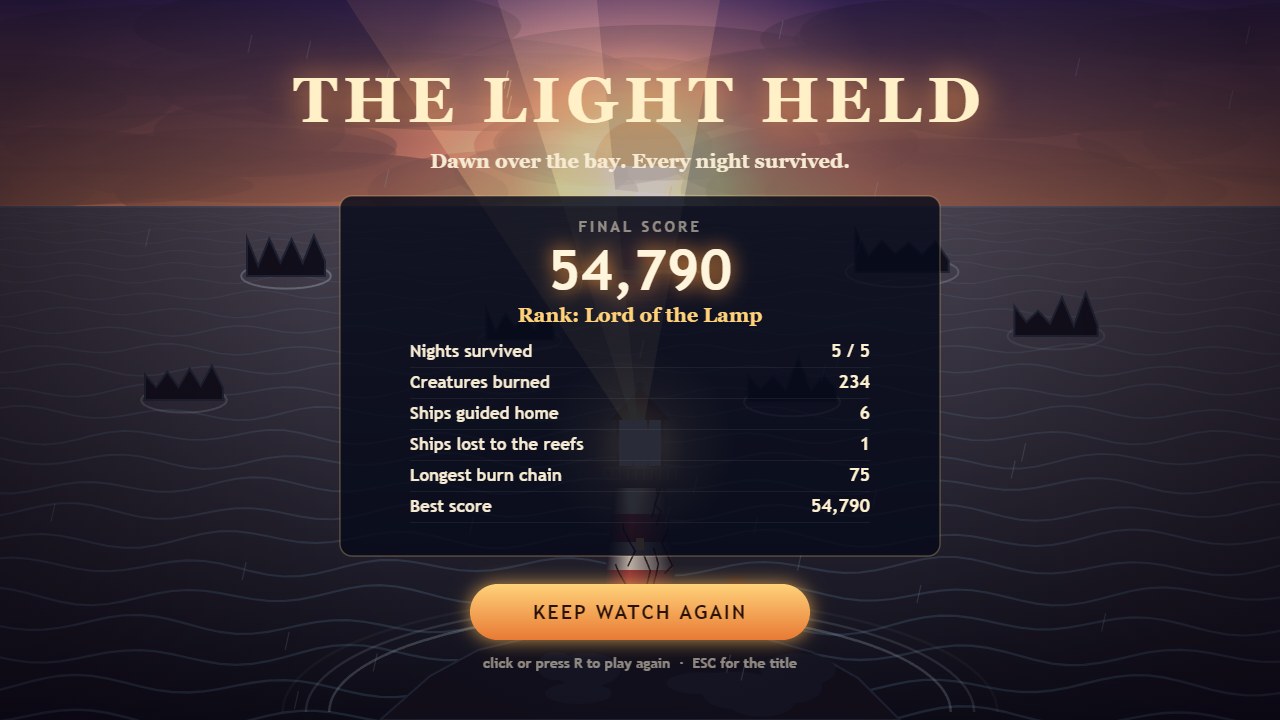 THE LIGHT HELD
Dawn over the bay. Every night survived.
FINAL SCORE
54,790
Rank: Lord of the Lamp
Nights survived 5 / 5
Creatures burned 234
Ships guided home 6
Ships lost to the reefs 1
Longest burn chain 75
Best score 54,790
KEEP WATCH AGAIN
click or press R to play again · ESC for the title